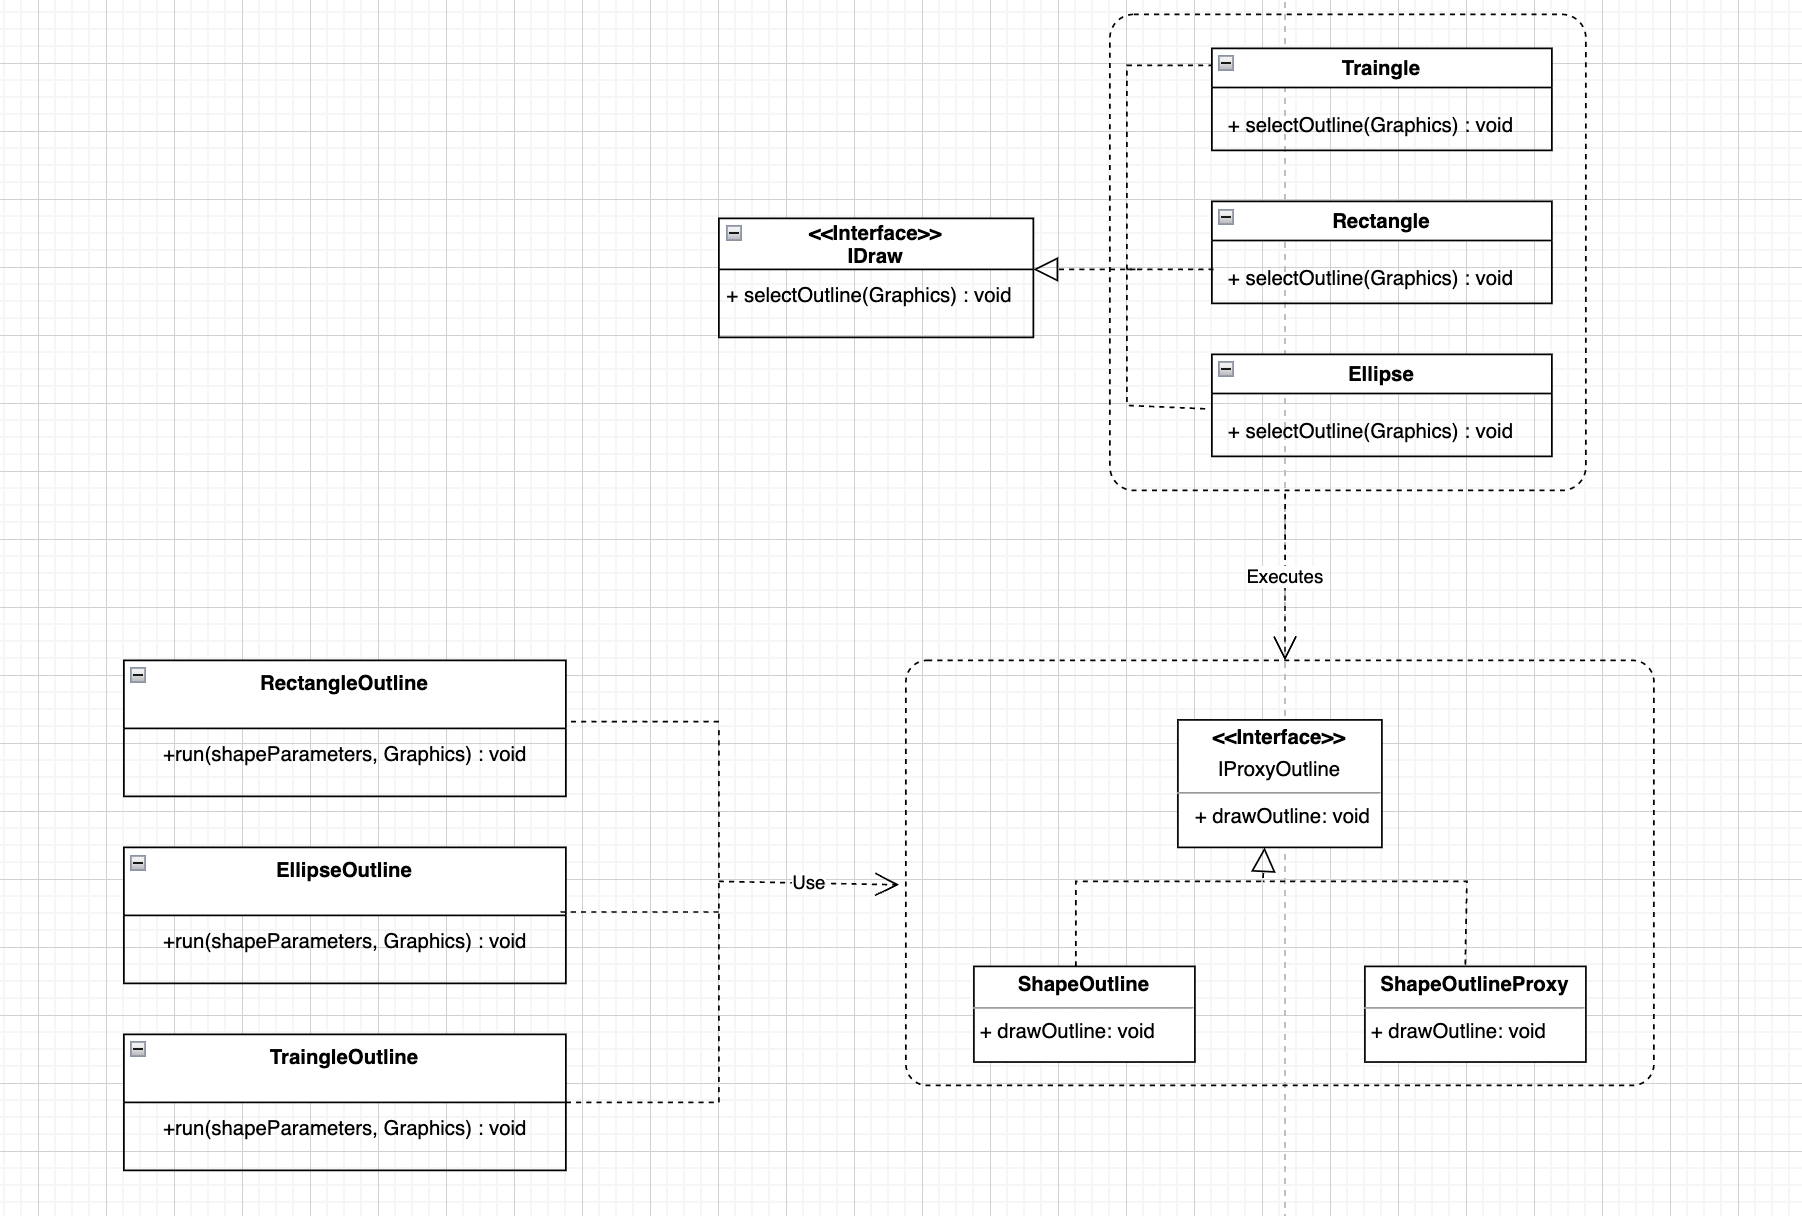 Traingle
+ selectOutline(Graphics) : void
Rectangle
+ selectOutline(Graphics) : void
<<Interface>>
IDraw
+ selectOutline(Graphics) : void
Ellipse
+ selectOutline(Graphics) : void
Executes
RectangleOutline
+run(shapeParameters, Graphics) : void
EllipseOutline
+run(shapeParameters, Graphics) : void
TraingleOutline
+run(shapeParameters, Graphics) : void
Use
<<Interface>>
IProxyOutline
+ drawOutline: void
ShapeOutline
+ drawOutline: void
ShapeOutlineProxy
+ drawOutline: void